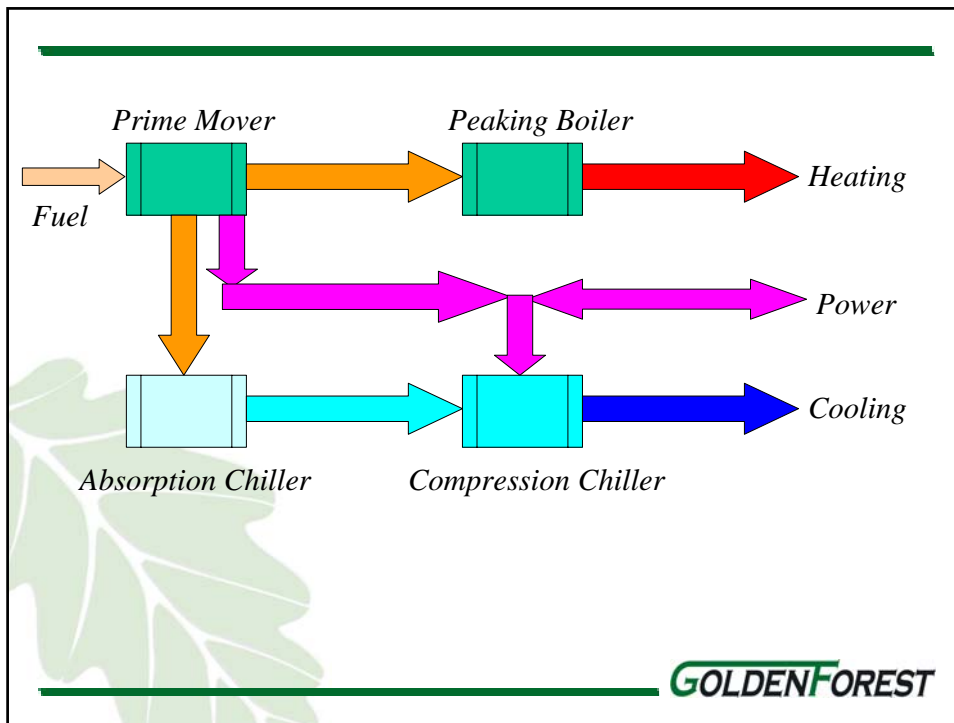 Prime Mover
Peaking Boiler
Heating
Fuel
Power
Cooling
Absorption Chiller
Compression Chiller
GOLDENFOREST